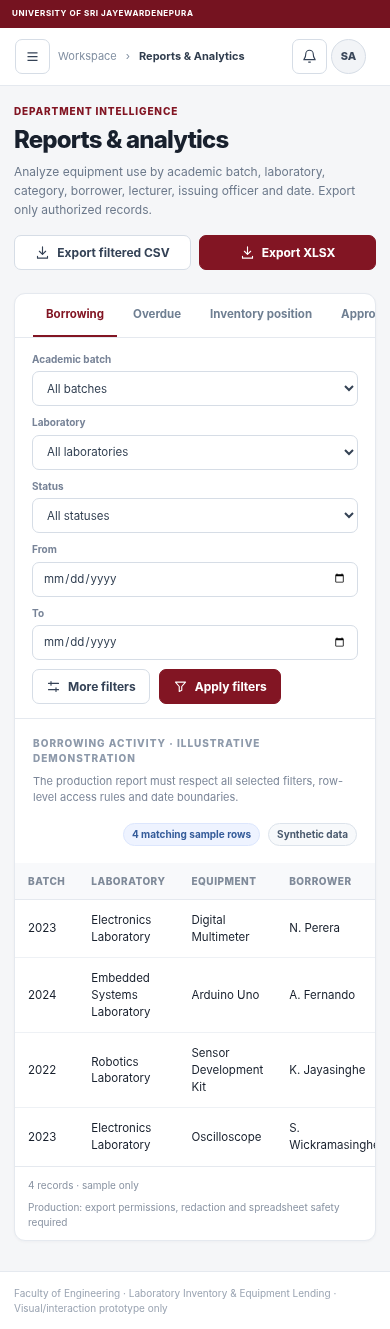 UNIVERSITY OF SRI JAYEWARDENEPURA
Workspace › Reports & Analytics
SA
DEPARTMENT INTELLIGENCE
Reports & analytics
Analyze equipment use by academic batch, laboratory,
category, borrower, lecturer, issuing officer and date. Export
only authorized records.
Export filtered CSV
Export XLSX
Borrowing Overdue Inventory position Appro
Academic batch
All batches
Laboratory
All laboratories
Status
All statuses
From
mm/dd/yyyy
To
mm/dd/yyyy
More filters
Apply filters
BORROWING ACTIVITY · ILLUSTRATIVE
DEMONSTRATION
The production report must respect all selected filters, row-
level access rules and date boundaries.
4 matching sample rows
Synthetic data
BATCH LABORATORY EQUIPMENT BORROWER
2023 Electronics Laboratory Digital Multimeter N. Perera
2024 Embedded Systems Laboratory Arduino Uno A. Fernando
2022 Robotics Laboratory Sensor Development Kit K. Jayasinghe
2023 Electronics Laboratory Oscilloscope S. Wickramasinghe
4 records · sample only
Production: export permissions, redaction and spreadsheet safety
required
Faculty of Engineering · Laboratory Inventory & Equipment Lending ·
Visual/interaction prototype only